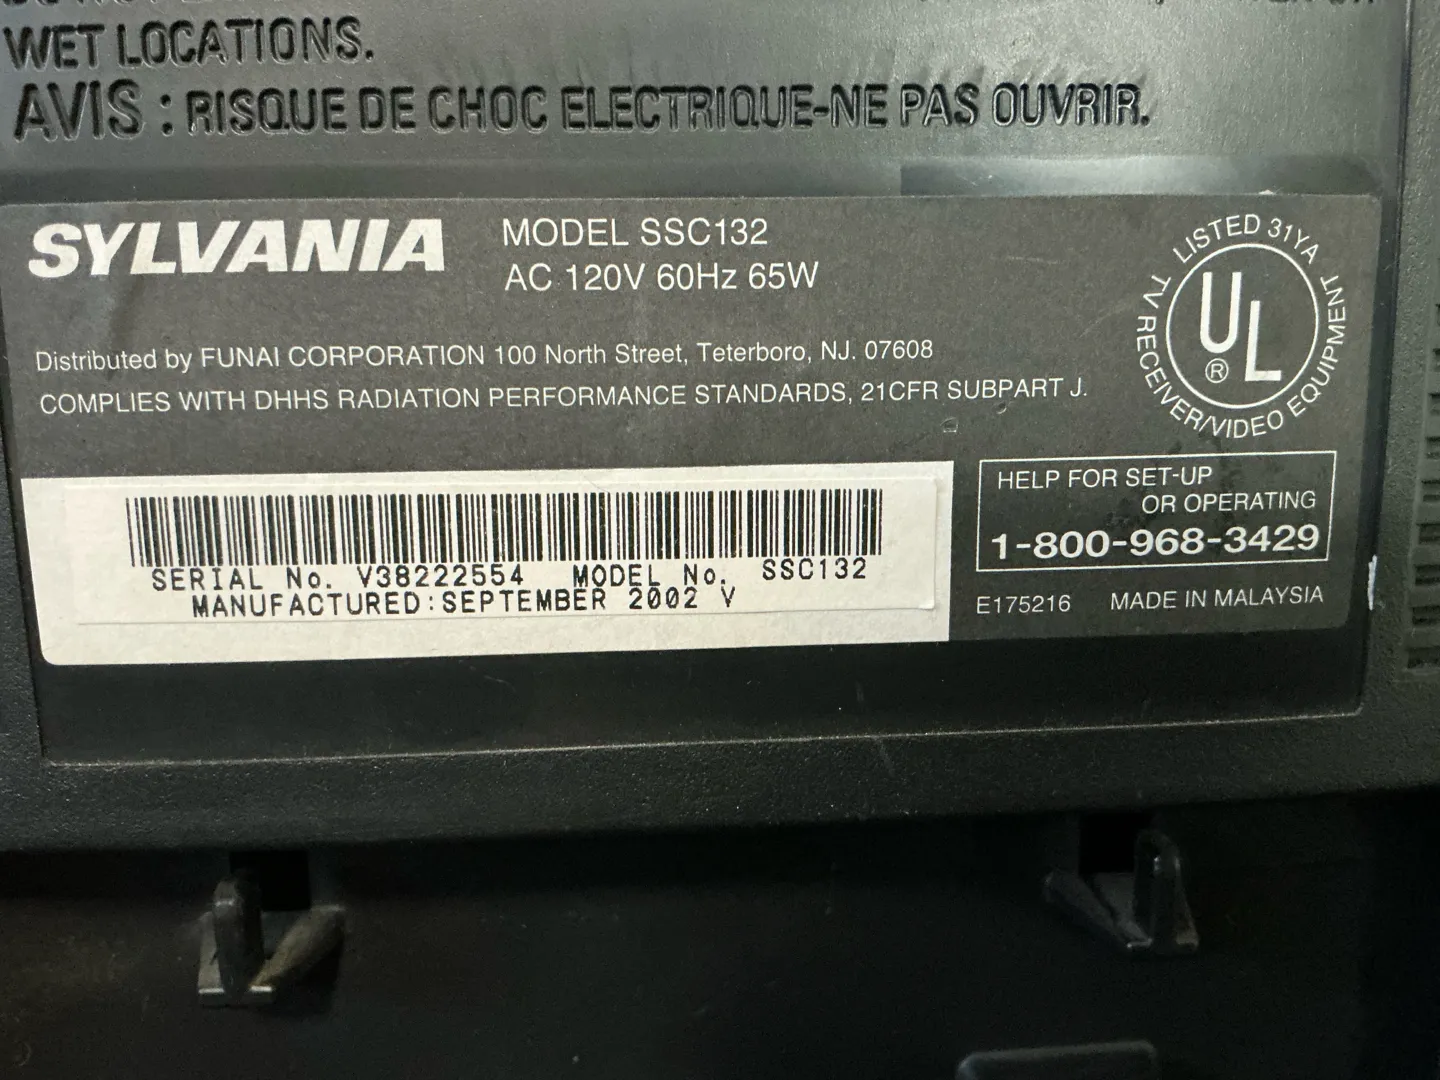 WET LOCATIONS.
AVIS : RISQUE DE CHOC ELECTRIQUE-NE PAS OUVRIR.
SYLVANIA
MODEL SSC132
AC 120V 60Hz 65W
Distributed by FUNAI CORPORATION 100 North Street, Teterboro, NJ. 07608
COMPLIES WITH DHHS RADIATION PERFORMANCE STANDARDS, 21CFR SUBPART J.
LISTED 31YA
UL ®
TV RECEIVER/VIDEO EQUIPMENT
HELP FOR SET-UP
OR OPERATING
1-800-968-3429
E175216 MADE IN MALAYSIA
SERIAL No. V38222554 MODEL No. SSC132
MANUFACTURED:SEPTEMBER 2002 V